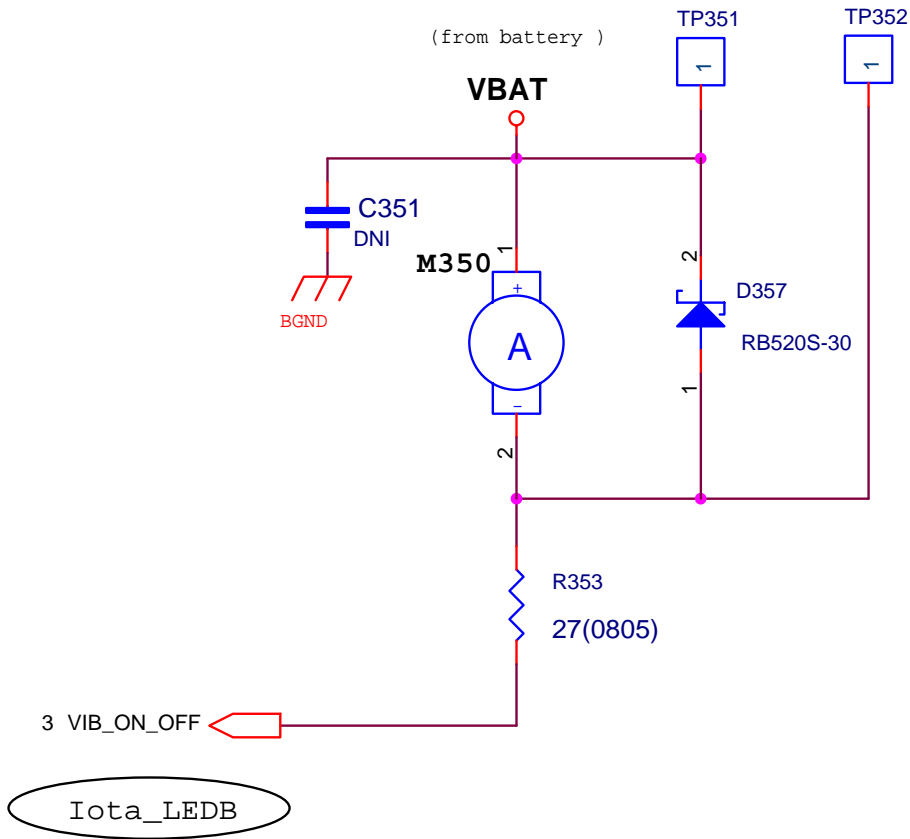 TP351
TP352
(from battery )
1
1
VBAT
C351
DNI
1
2
M350
+
D357
BGND
A
RB520S-30
-
1
2
R353
27(0805)
3 VIB_ON_OFF
Iota_LEDB